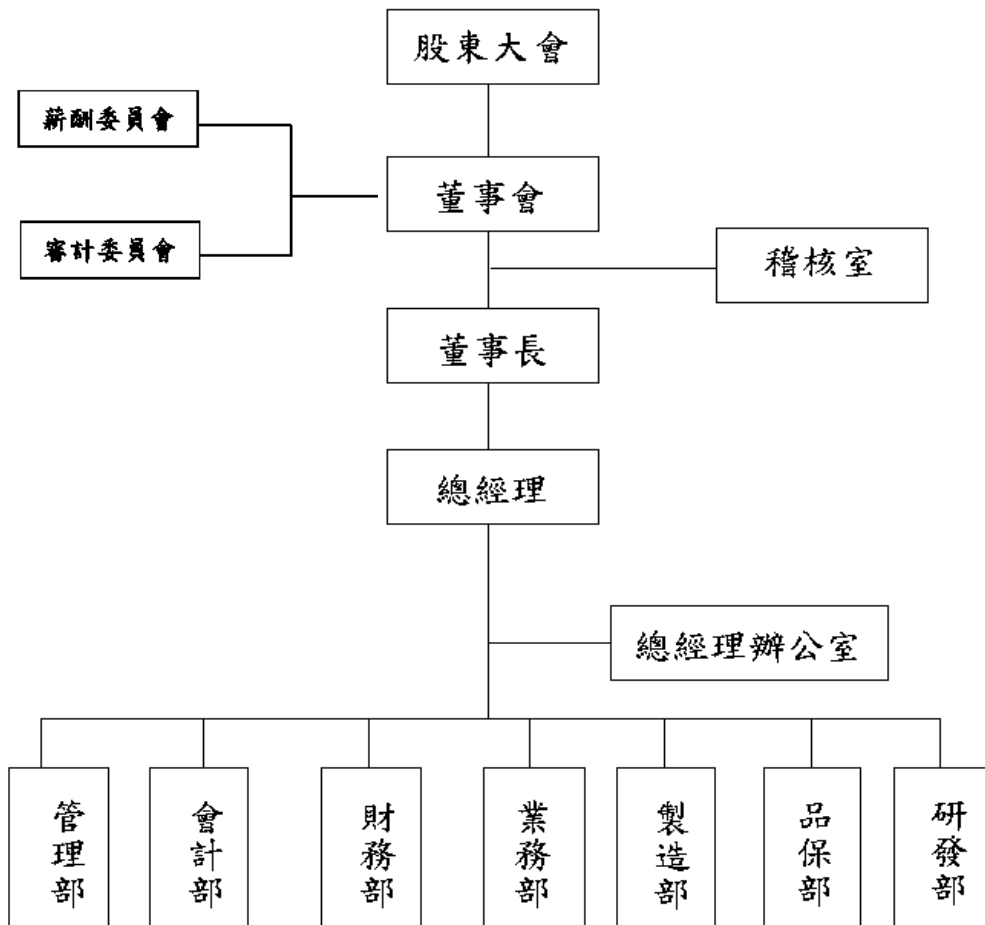 股東大會
薪酬委員會
董事會
審計委員會
稽核室
董事長
總經理
總經理辦公室
管理部
會計部
財務部
業務部
製造部
品保部
研發部